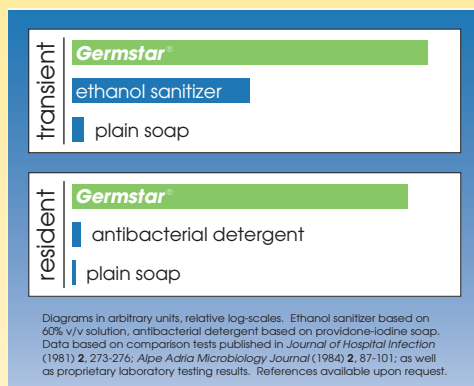 transient
Germstar®
ethanol sanitizer
plain soap
resident
Germstar®
antibacterial detergent
plain soap
Diagrams in arbitrary units, relative log-scales. Ethanol sanitizer based on
60% v/v solution, antibacterial detergent based on providone-iodine soap.
Data based on comparison tests published in Journal of Hospital Infection
(1981) 2, 273-276; Alpe Adria Microbiology Journal (1984) 2, 87-101; as well
as proprietary laboratory testing results. References available upon request.